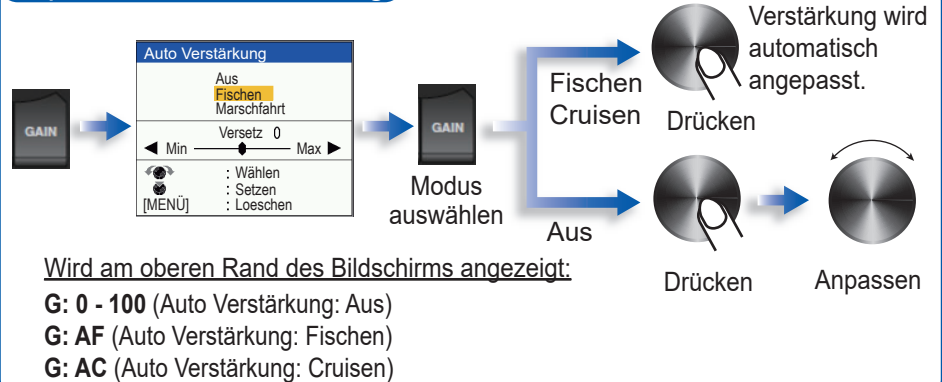 GAIN
Auto Verstärkung
Aus
Fischen
Marschfahrt
Versetz 0
◀ Min Max ▶
: Wählen
: Setzen
[MENÜ] : Loeschen
GAIN
Modus
auswählen
Fischen
Cruisen
Drücken
Verstärkung wird
automatisch
angepasst.
Aus
Drücken
Anpassen
Wird am oberen Rand des Bildschirms angezeigt:
G: 0 - 100 (Auto Verstärkung: Aus)
G: AF (Auto Verstärkung: Fischen)
G: AC (Auto Verstärkung: Cruisen)